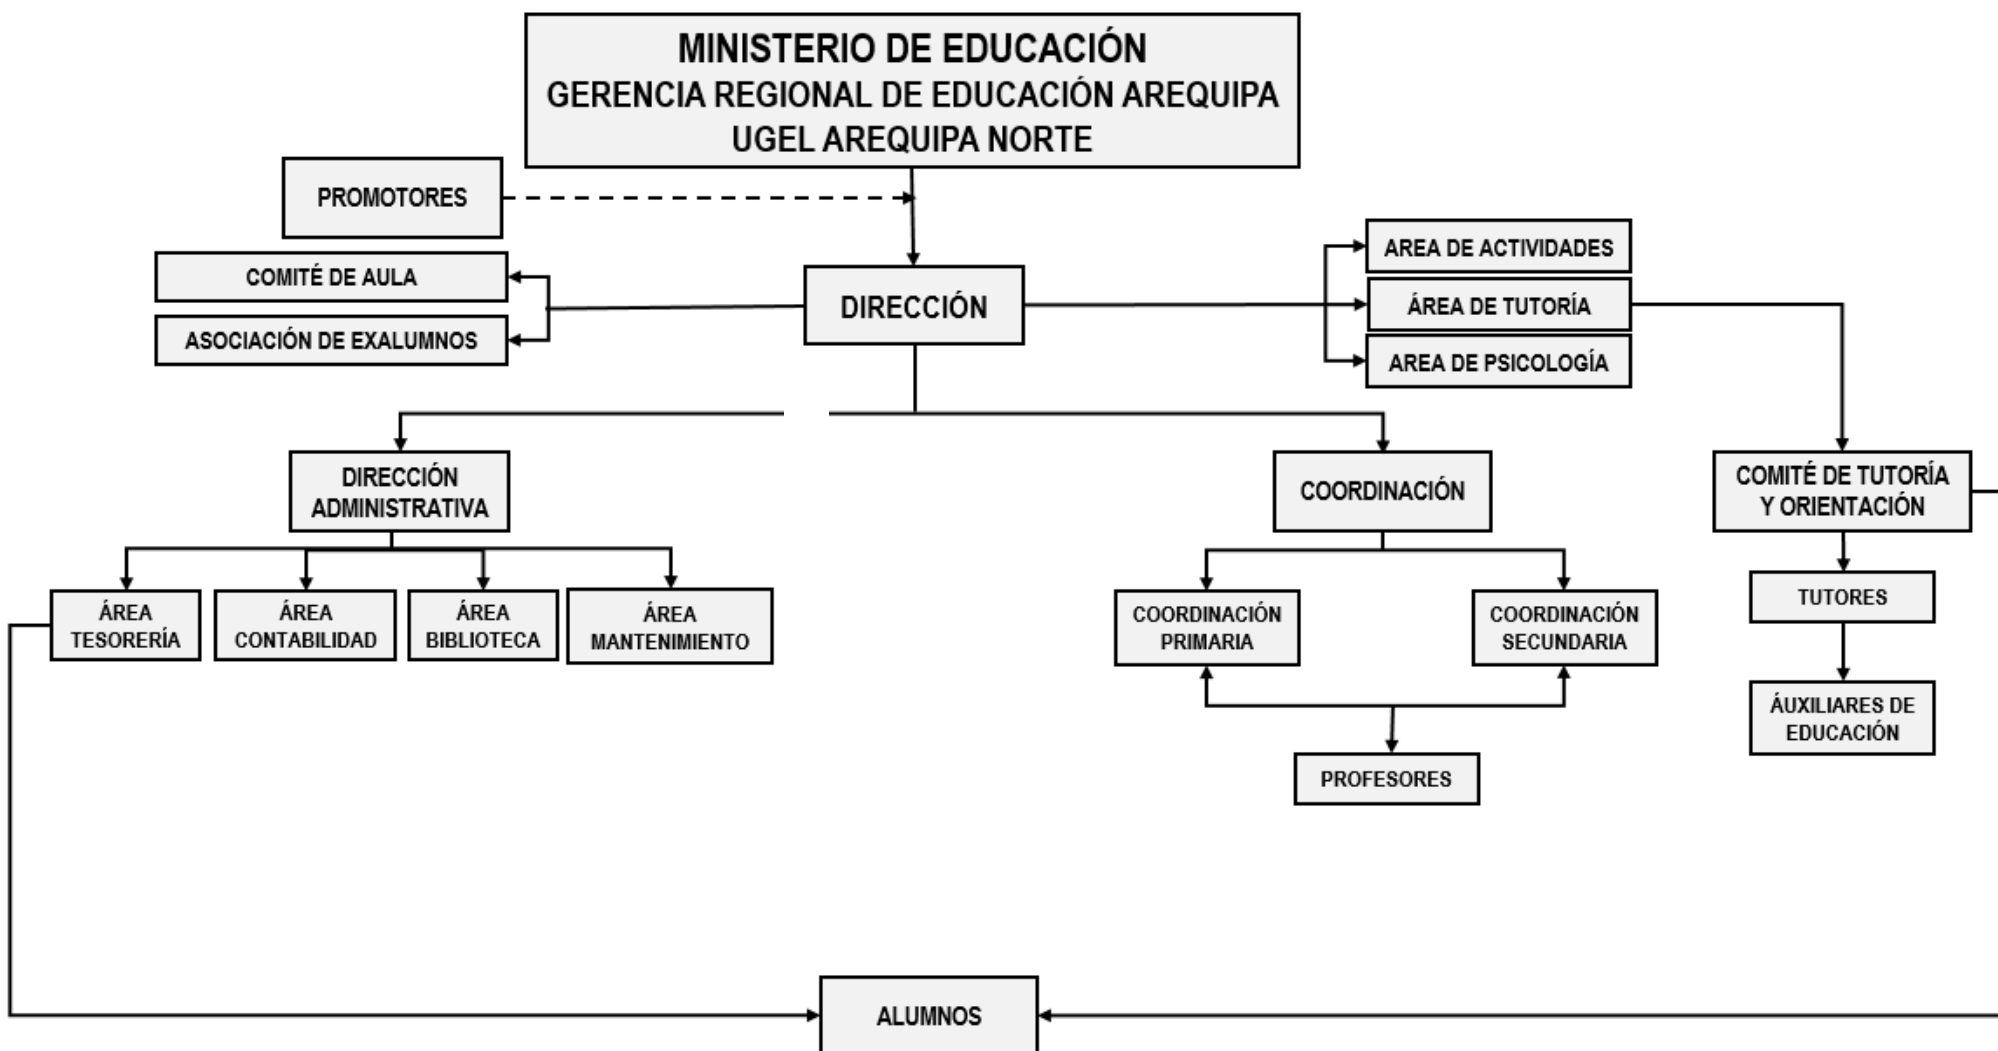 MINISTERIO DE EDUCACIÓN
GERENCIA REGIONAL DE EDUCACIÓN AREQUIPA
UGEL AREQUIPA NORTE
PROMOTORES
COMITÉ DE AULA
ASOCIACIÓN DE EXALUMNOS
DIRECCIÓN
AREA DE ACTIVIDADES
ÁREA DE TUTORÍA
AREA DE PSICOLOGÍA
DIRECCIÓN
ADMINISTRATIVA
COORDINACIÓN
COMITÉ DE TUTORÍA
Y ORIENTACIÓN
ÁREA
TESORERÍA
ÁREA
CONTABILIDAD
ÁREA
BIBLIOTECA
ÁREA
MANTENIMIENTO
COORDINACIÓN
PRIMARIA
COORDINACIÓN
SECUNDARIA
TUTORES
ÁUXILIARES DE
EDUCACIÓN
PROFESORES
ALUMNOS